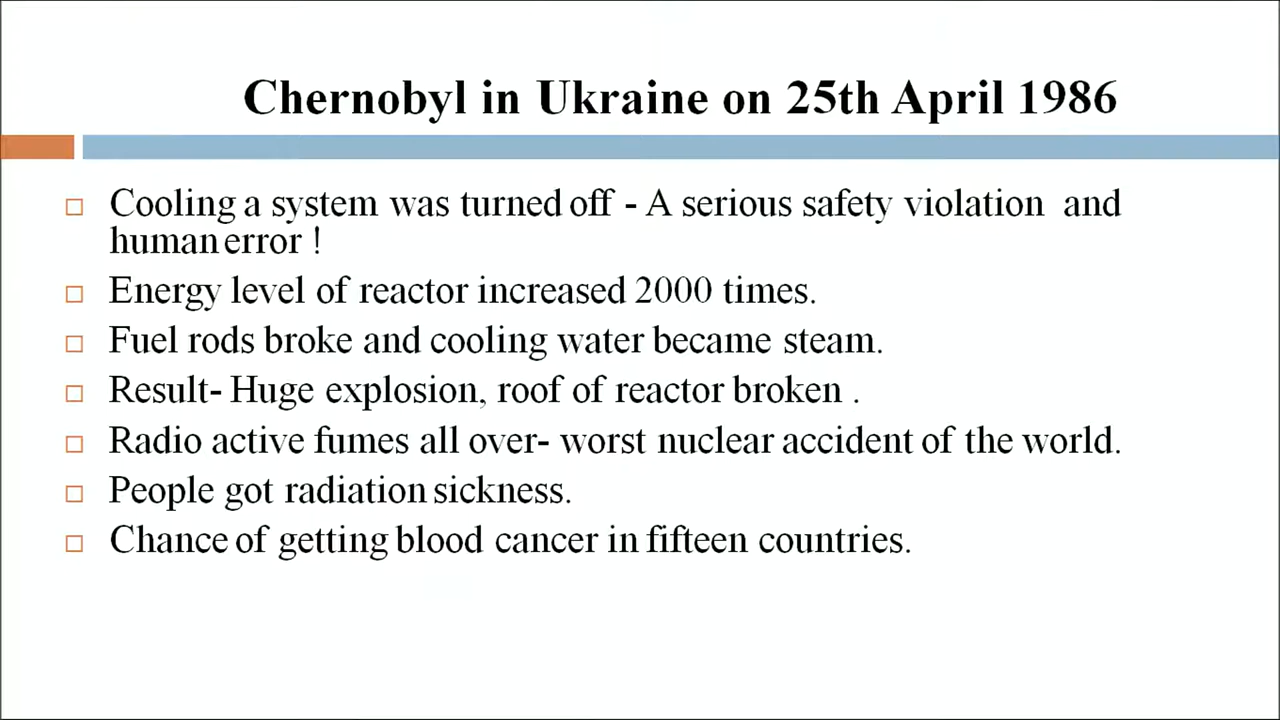 Chernobyl in Ukraine on 25th April 1986
Cooling a system was turned off - A serious safety violation and
human error !
Energy level of reactor increased 2000 times.
Fuel rods broke and cooling water became steam.
Result- Huge explosion, roof of reactor broken .
Radio active fumes all over- worst nuclear accident of the world.
People got radiation sickness.
Chance of getting blood cancer in fifteen countries.